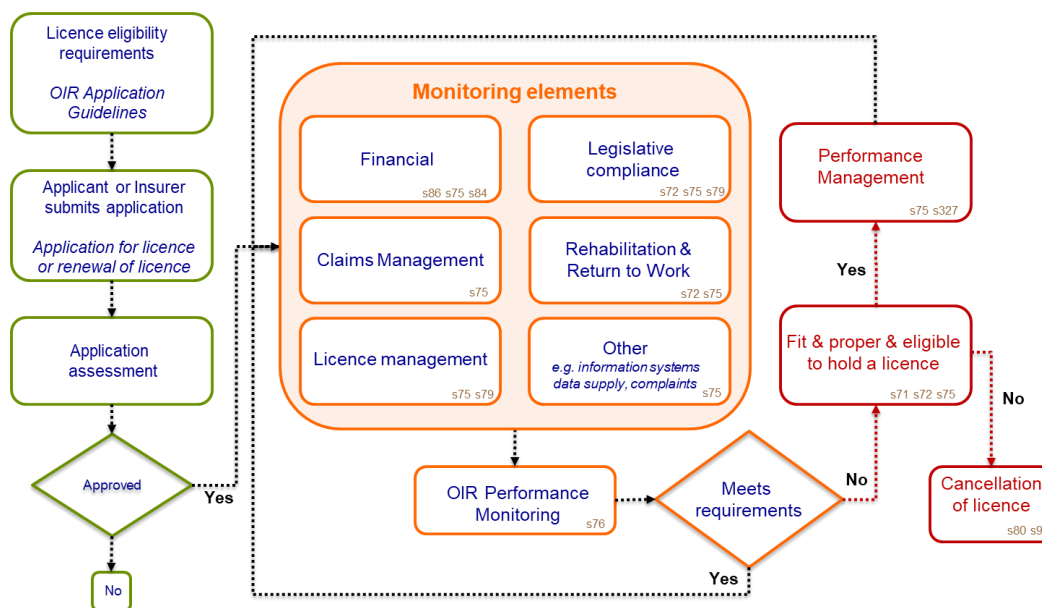 Licence eligibility
requirements
OIR Application
Guidelines
Applicant or Insurer
submits application
Application for licence
or renewal of licence
Application
assessment
Approved
Yes
No
Monitoring elements
Financial
s86 s75 s84
Legislative
compliance
s72 s75 s79
Claims Management
s75
Rehabilitation &
Return to Work
s72 s75
Licence management
s75 s79
Other
e.g. information systems
data supply, complaints
s75
OIR Performance
Monitoring
s76
Meets
requirements
Yes
No
Fit & proper & eligible
to hold a licence
s71 s72 s75
Yes
Performance
Management
s75 s327
No
Cancellation
of licence
s80 s9